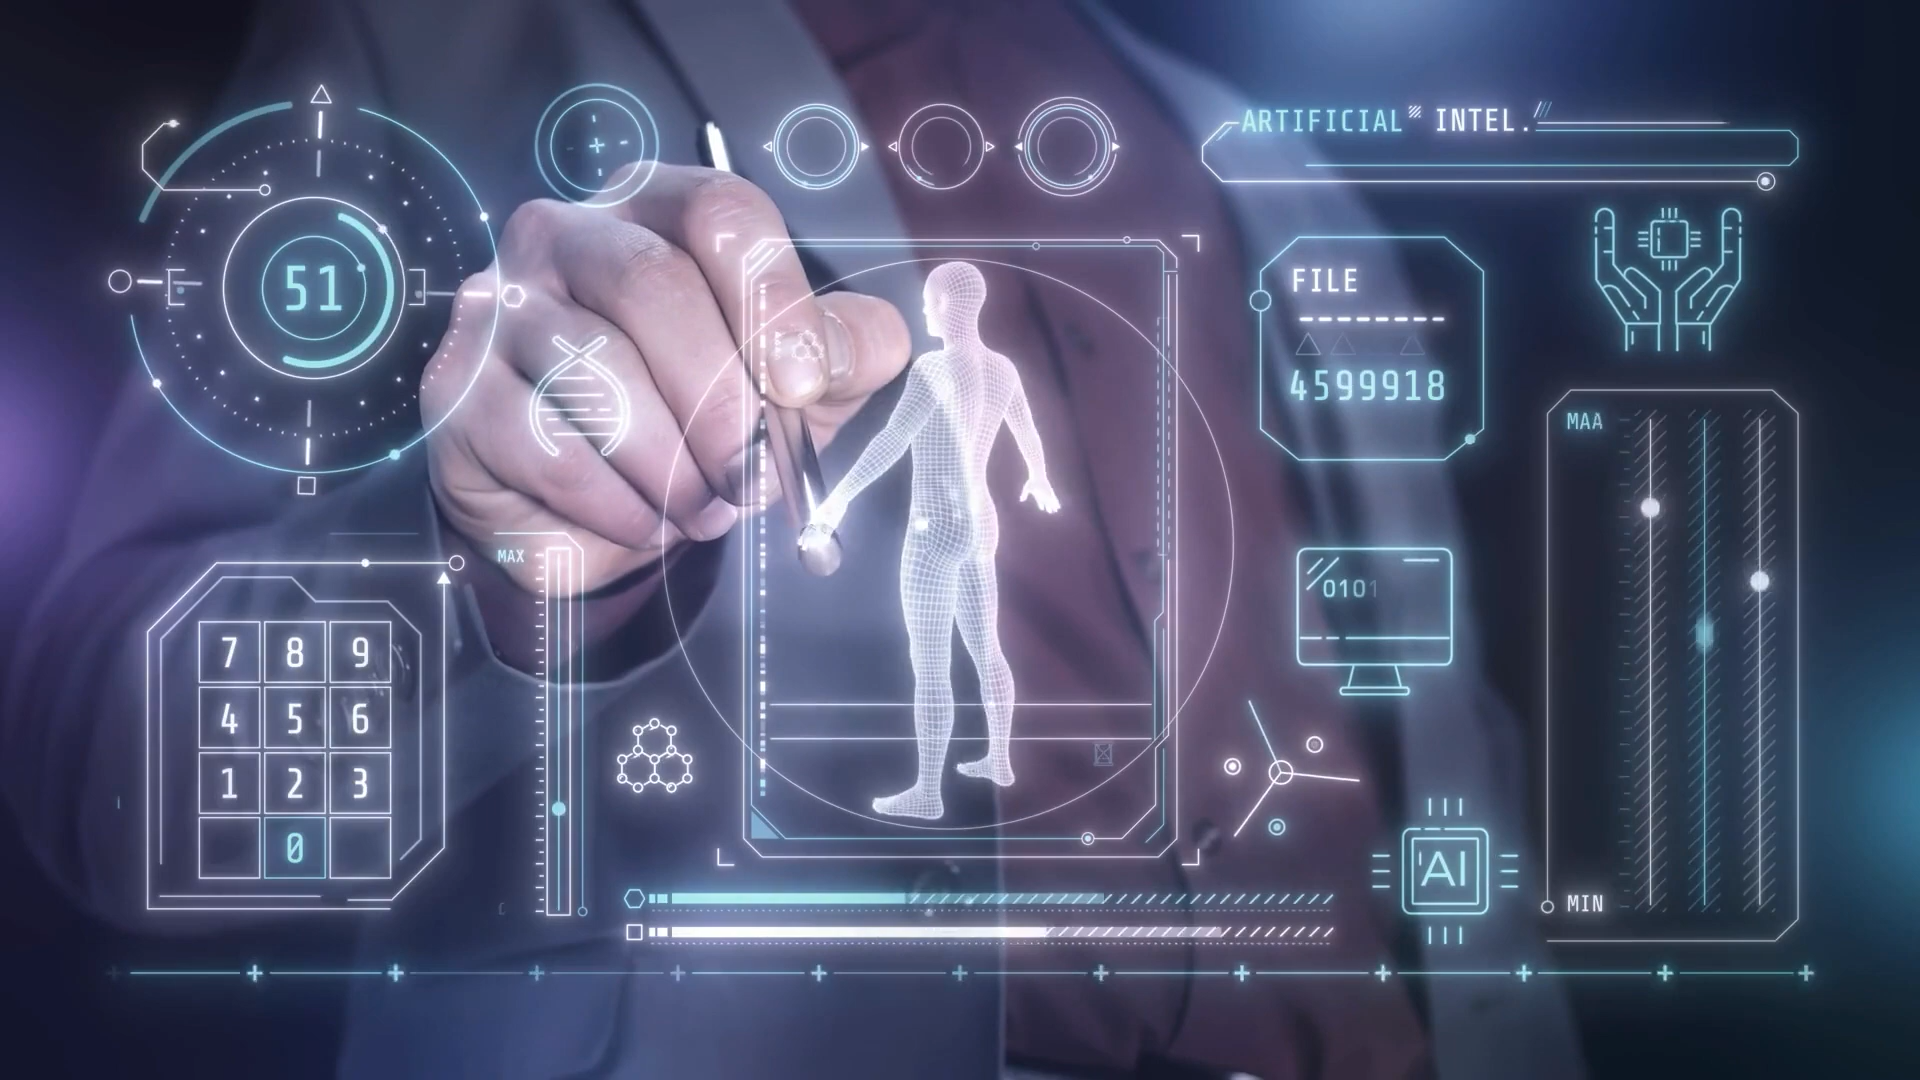 ARTIFICIAL INTEL.
51
FILE
4599918
MAA
MAX
0101
7 8 9
4 5 6
1 2 3
0
AI
MIN